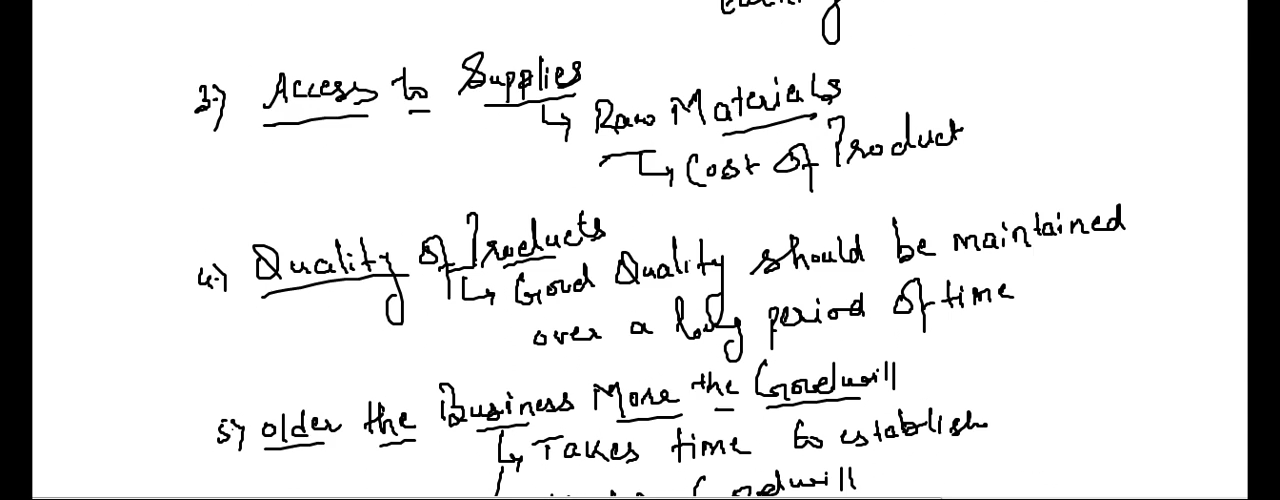 3) Access to Supplies
↳ Raw Materials
↳ Cost of Product
4) Quality of Products
↳ Good Quality should be maintained
over a long period of time
5) Older the Business More the Goodwill
↳ Takes time to establish
Goodwill